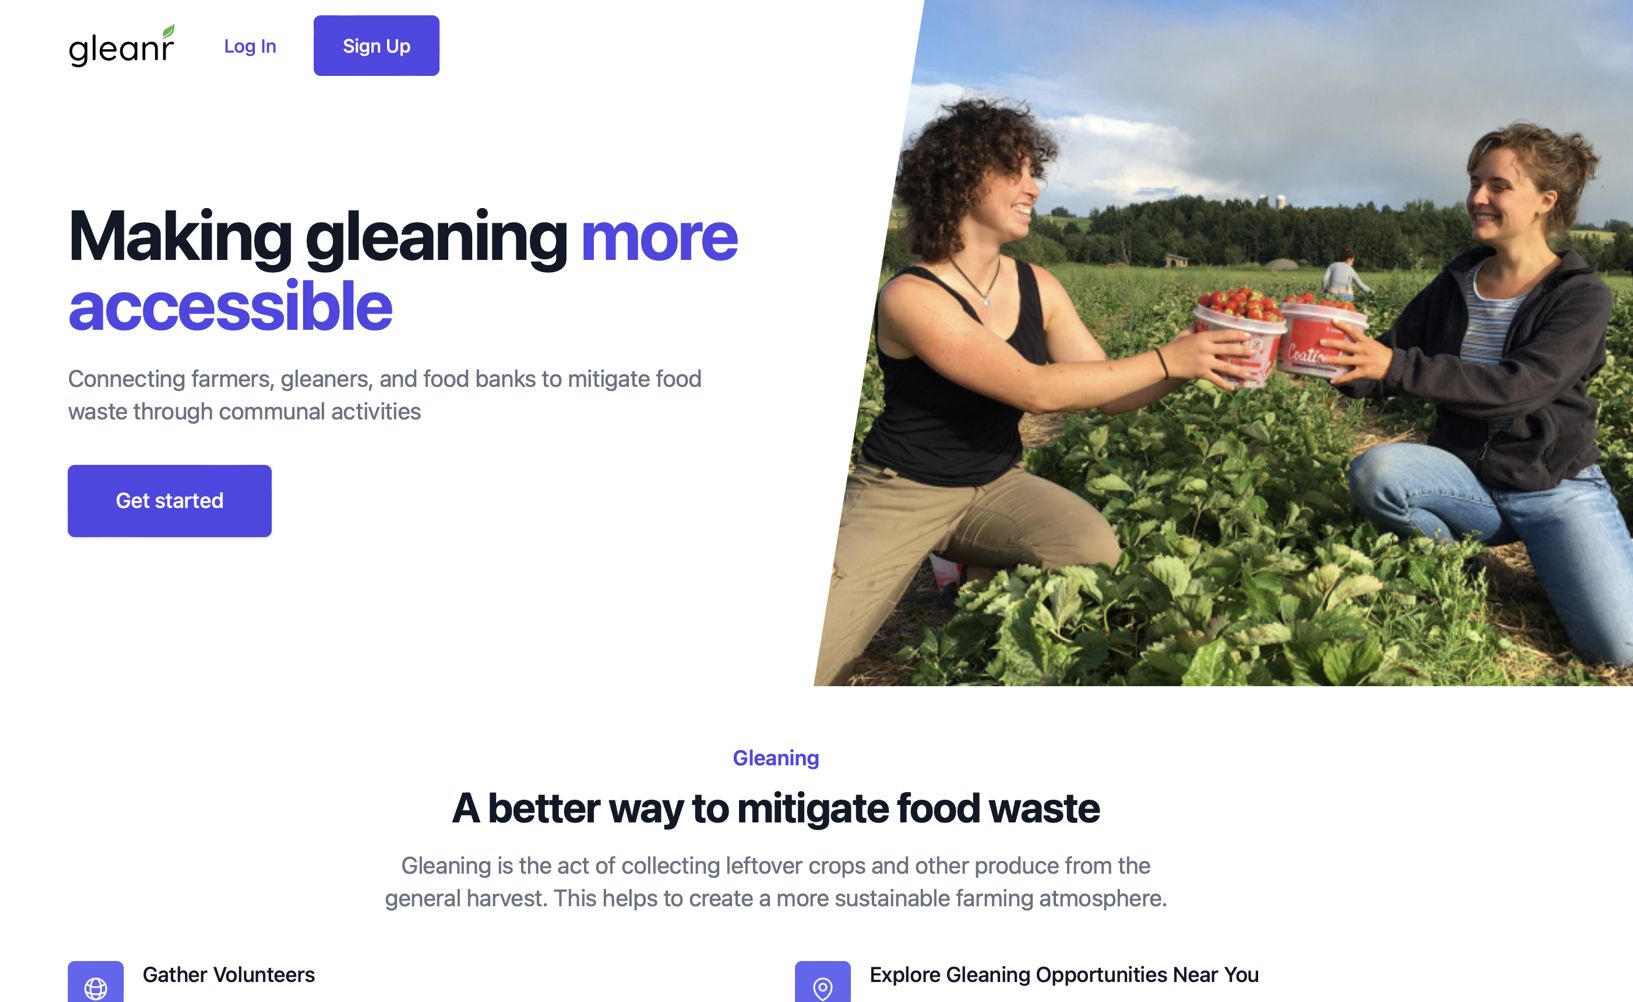 gleanr
Log In
Sign Up
Making gleaning more
accessible
Connecting farmers, gleaners, and food banks to mitigate food
waste through communal activities
Get started
Gleaning
A better way to mitigate food waste
Gleaning is the act of collecting leftover crops and other produce from the
general harvest. This helps to create a more sustainable farming atmosphere.
Gather Volunteers
Explore Gleaning Opportunities Near You